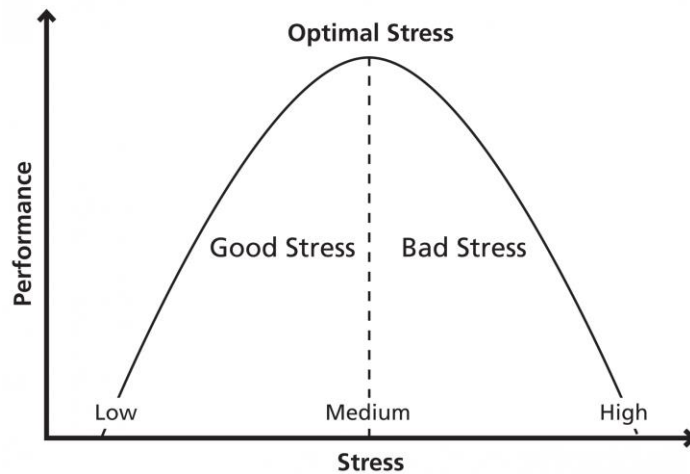 Optimal Stress
Performance
Good Stress
Bad Stress
Low
Medium
High
Stress